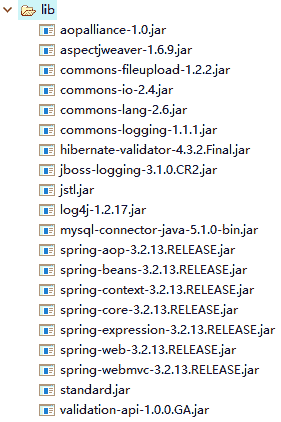 lib
aopalliance-1.0.jar
aspectjweaver-1.6.9.jar
commons-fileupload-1.2.2.jar
commons-io-2.4.jar
commons-lang-2.6.jar
commons-logging-1.1.1.jar
hibernate-validator-4.3.2.Final.jar
jboss-logging-3.1.0.CR2.jar
jstl.jar
log4j-1.2.17.jar
mysql-connector-java-5.1.0-bin.jar
spring-aop-3.2.13.RELEASE.jar
spring-beans-3.2.13.RELEASE.jar
spring-context-3.2.13.RELEASE.jar
spring-core-3.2.13.RELEASE.jar
spring-expression-3.2.13.RELEASE.jar
spring-web-3.2.13.RELEASE.jar
spring-webmvc-3.2.13.RELEASE.jar
standard.jar
validation-api-1.0.0.GA.jar